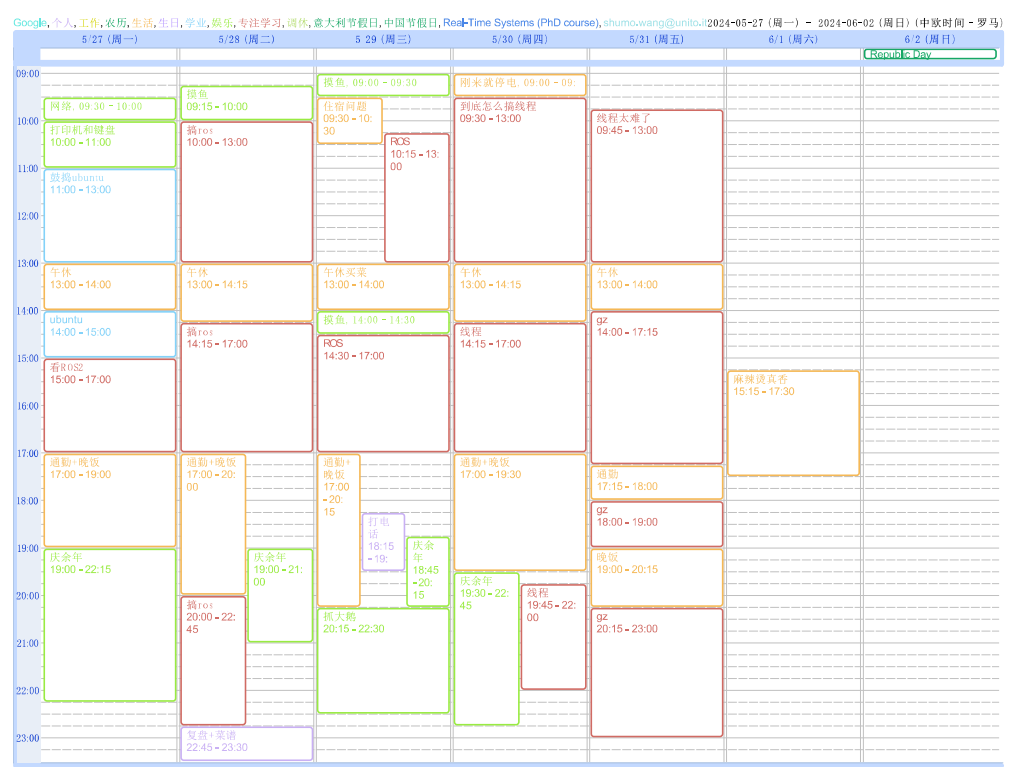 Google, 个人, 工作, 农历, 生活, 生日, 学业, 娱乐, 专注学习, 调休, 意大利节假日, 中国节假日, Real-Time Systems (PhD course), shumo.wang@unito.it 2024-05-27 (周一) - 2024-06-02 (周日) (中欧时间 - 罗马)
5/27 (周一)
5/28 (周二)
5 29 (周三)
5/30 (周四)
5/31 (周五)
6/1 (周六)
6/2 (周日)
Republic Day
09:00
10:00
11:00
12:00
13:00
14:00
15:00
16:00
17:00
18:00
19:00
20:00
21:00
22:00
23:00
网络, 09:30 - 10:00
打印机和键盘
10:00 - 11:00
鼓捣ubuntu
11:00 - 13:00
午休
13:00 - 14:00
ubuntu
14:00 - 15:00
看ROS2
15:00 - 17:00
通勤+晚饭
17:00 - 19:00
庆余年
19:00 - 22:15
摸鱼
09:15 - 10:00
搞ros
10:00 - 13:00
午休
13:00 - 14:15
搞ros
14:15 - 17:00
通勤+晚饭
17:00 - 20:
00
庆余年
19:00 - 21:
00
搞ros
20:00 - 22:
45
复盘+菜谱
22:45 - 23:30
摸鱼, 09:00 - 09:30
住宿问题
09:30 - 10:
30
ROS
10:15 - 13:
00
午休买菜
13:00 - 14:00
摸鱼, 14:00 - 14:30
ROS
14:30 - 17:00
通勤+
晚饭
17:00
- 20:
15
打电
话
18:15
- 19:
庆余
年
18:45
- 20:
15
抓大鹅
20:15 - 22:30
刚来就停电, 09:00 - 09:
到底怎么搞线程
09:30 - 13:00
午休
13:00 - 14:15
线程
14:15 - 17:00
通勤+晚饭
17:00 - 19:30
庆余年
19:30 - 22:
45
线程
19:45 - 22:
00
线程太难了
09:45 - 13:00
午休
13:00 - 14:00
gz
14:00 - 17:15
通勤
17:15 - 18:00
gz
18:00 - 19:00
晚饭
19:00 - 20:15
gz
20:15 - 23:00
麻辣烫真香
15:15 - 17:30